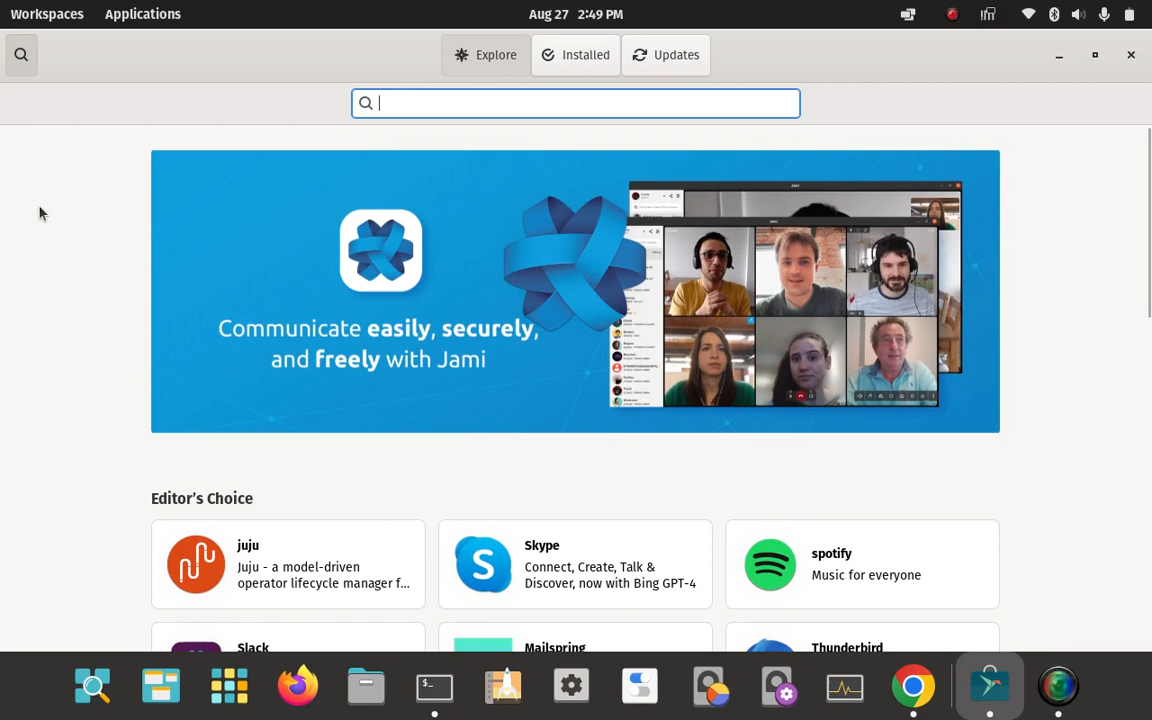 Workspaces Applications Aug 27 2:49 PM
Explore Installed Updates
Communicate easily, securely,
and freely with Jami
Editor's Choice
juju
Juju - a model-driven
operator lifecycle manager f...
Skype
Connect, Create, Talk &
Discover, now with Bing GPT-4
spotify
Music for everyone
Slack
Mailspring
Thunderbird